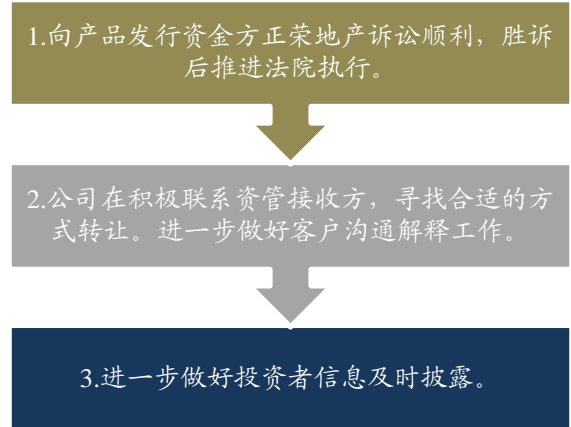 1.向产品发行资金方正荣地产诉讼顺利，胜诉
后推进法院执行。
2.公司在积极联系资管接收方，寻找合适的方
式转让。进一步做好客户沟通解释工作。
3.进一步做好投资者信息及时披露。